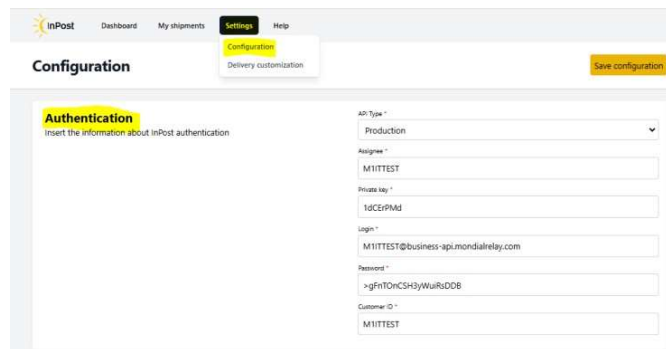 InPost Dashboard My shipments Settings Help
Configuration
Delivery customization
Configuration
Save configuration
Authentication
Insert the information about InPost authentication
API Type *
Production
Assignee *
M1ITTEST
Private key *
1dCErPMd
Login *
M1ITTEST@business-api.mondialrelay.com
Password *
>gFnTOnCSH3yWuiRsDDB
Customer ID *
M1ITTEST